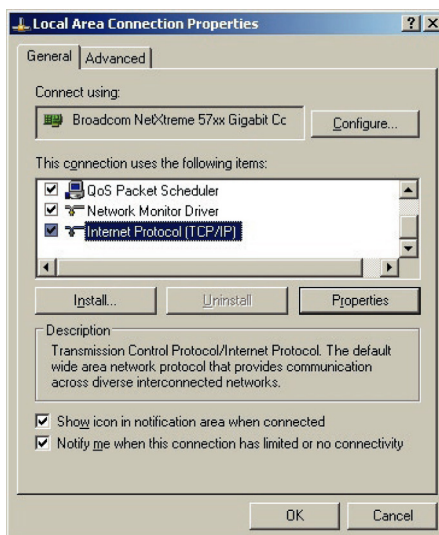 Local Area Connection Properties
General Advanced
Connect using:
Broadcom NetXtreme 57xx Gigabit Cc Configure...
This connection uses the following items:
QoS Packet Scheduler
Network Monitor Driver
Internet Protocol (TCP/IP)
Install... Uninstall Properties
Description
Transmission Control Protocol/Internet Protocol. The default
wide area network protocol that provides communication
across diverse interconnected networks.
Show icon in notification area when connected
Notify me when this connection has limited or no connectivity
OK Cancel